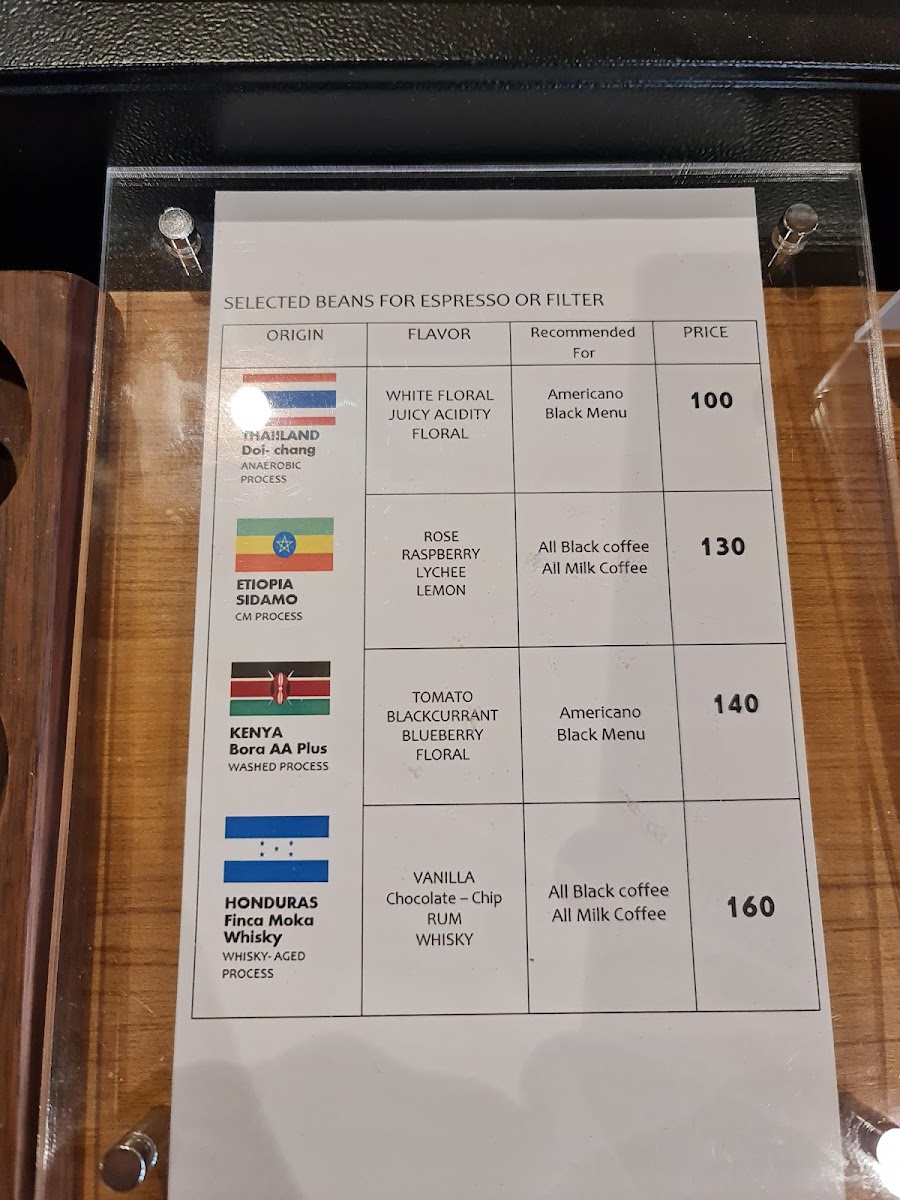 SELECTED BEANS FOR ESPRESSO OR FILTER
ORIGIN
FLAVOR
Recommended
For
PRICE
THAILAND
Doi- chang
ANAEROBIC
PROCESS
WHITE FLORAL
JUICY ACIDITY
FLORAL
Americano
Black Menu
100
ETIOPIA
SIDAMO
CM PROCESS
ROSE
RASPBERRY
LYCHEE
LEMON
All Black coffee
All Milk Coffee
130
KENYA
Bora AA Plus
WASHED PROCESS
TOMATO
BLACKCURRANT
BLUEBERRY
FLORAL
Americano
Black Menu
140
HONDURAS
Finca Moka
Whisky
WHISKY- AGED
PROCESS
VANILLA
Chocolate – Chip
RUM
WHISKY
All Black coffee
All Milk Coffee
160